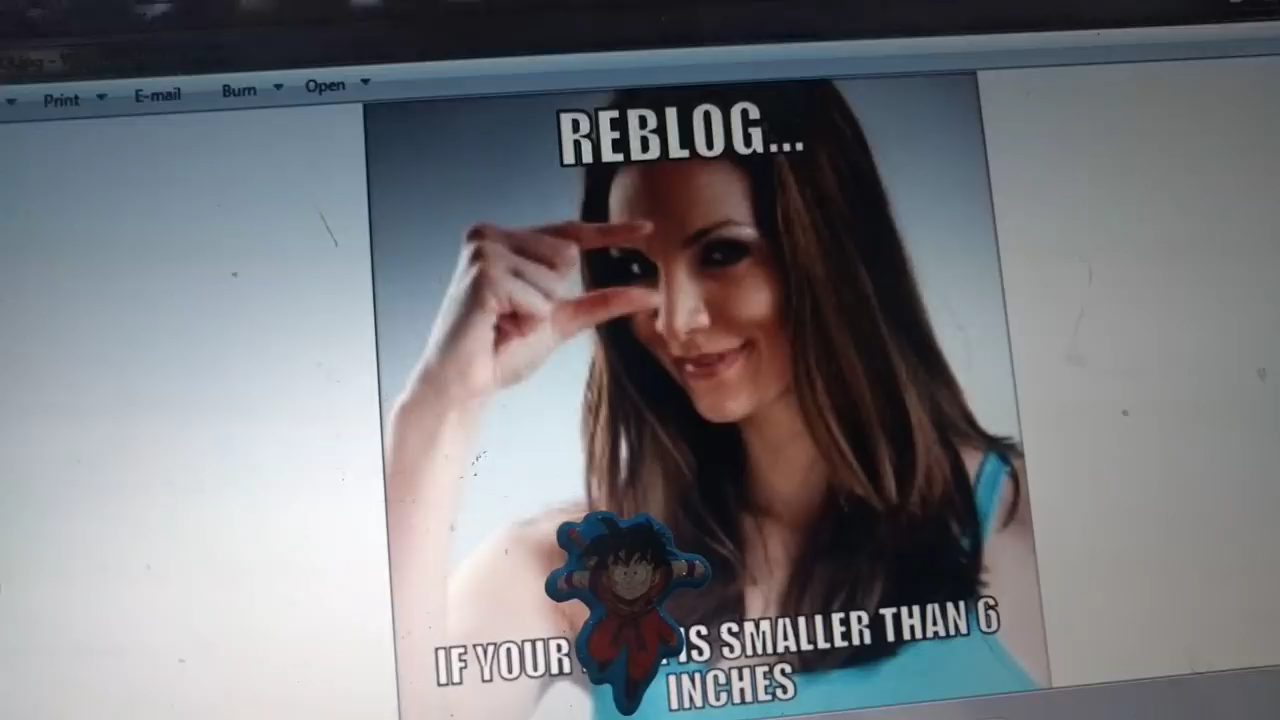 Print
E-mail
Burn
Open
REBLOG...
IF YOUR IS SMALLER THAN 6
INCHES